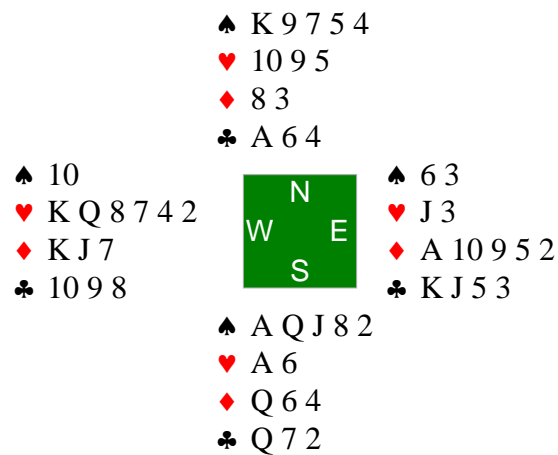 ♠ K 9 7 5 4
♥ 10 9 5
♦ 8 3
♣ A 6 4
♠ 10
♥ K Q 8 7 4 2
♦ K J 7
♣ 10 9 8
N
W E
S
♠ 6 3
♥ J 3
♦ A 10 9 5 2
♣ K J 5 3
♠ A Q J 8 2
♥ A 6
♦ Q 6 4
♣ Q 7 2